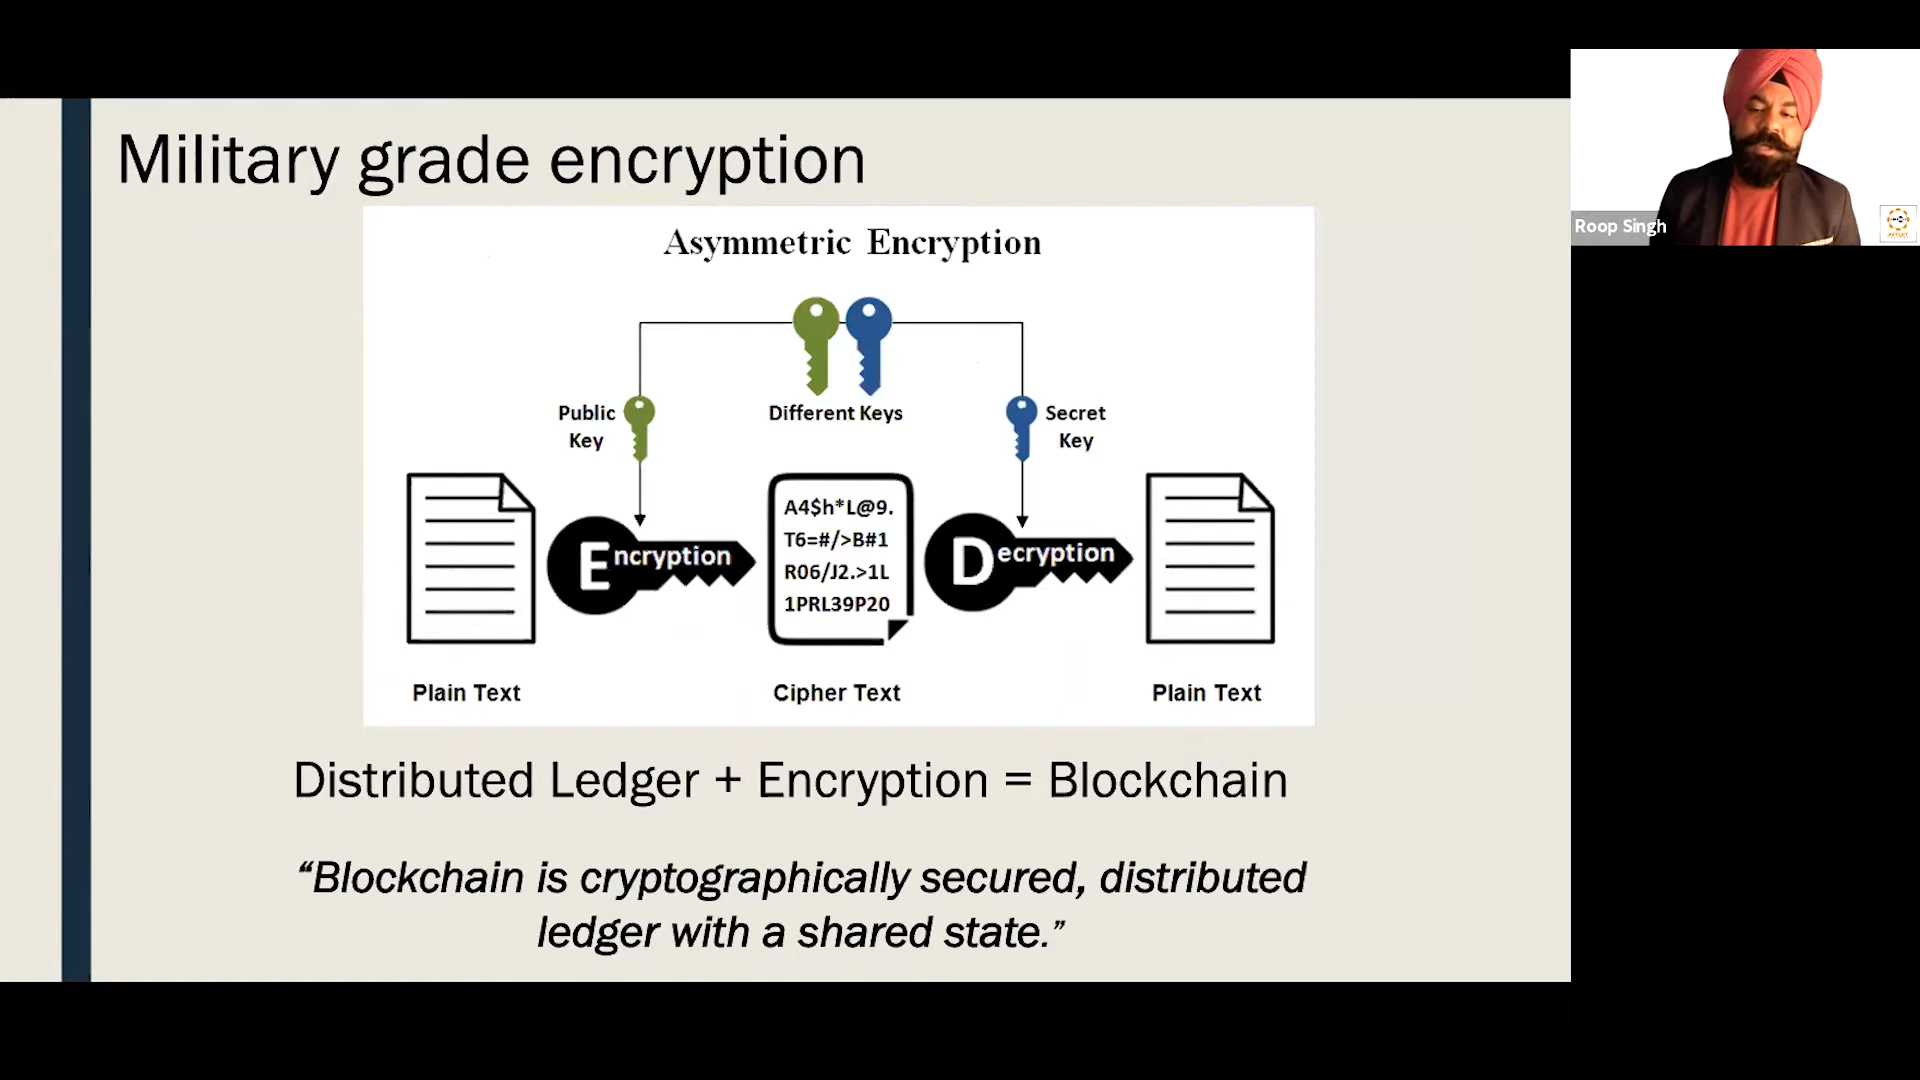 Military grade encryption
Asymmetric Encryption
Public
Key
Different Keys
Secret
Key
Encryption
A4$h*L@9.
T6=#/>B#1
R06/J2.>1L
1PRL39P20
Decryption
Plain Text
Cipher Text
Plain Text
Distributed Ledger + Encryption = Blockchain
“Blockchain is cryptographically secured, distributed
ledger with a shared state.”
Roop Singh